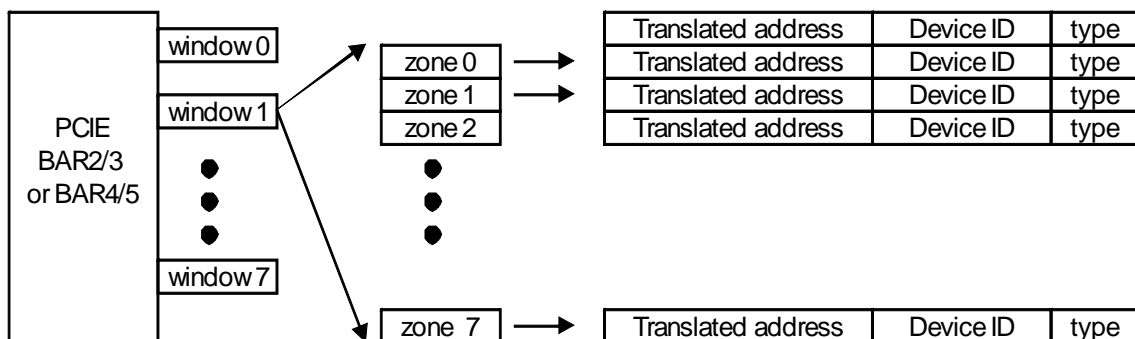 PCIE
BAR2/3
or BAR4/5
window 0
window 1
window 7
zone 0
zone 1
zone 2
zone 7
Translated address Device ID type
Translated address Device ID type
Translated address Device ID type
Translated address Device ID type
Translated address Device ID type